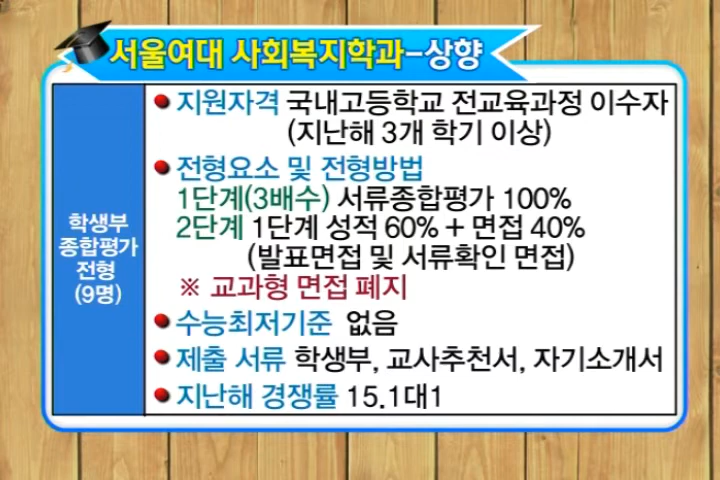 서울여대 사회복지학과-상향
학생부
종합평가
전형
(9명)
지원자격 국내고등학교 전교육과정 이수자
(지난해 3개 학기 이상)
전형요소 및 전형방법
1단계(3배수) 서류종합평가 100%
2단계 1단계 성적 60% + 면접 40%
(발표면접 및 서류확인 면접)
※ 교과형 면접 폐지
수능최저기준 없음
제출 서류 학생부, 교사추천서, 자기소개서
지난해 경쟁률 15.1대1